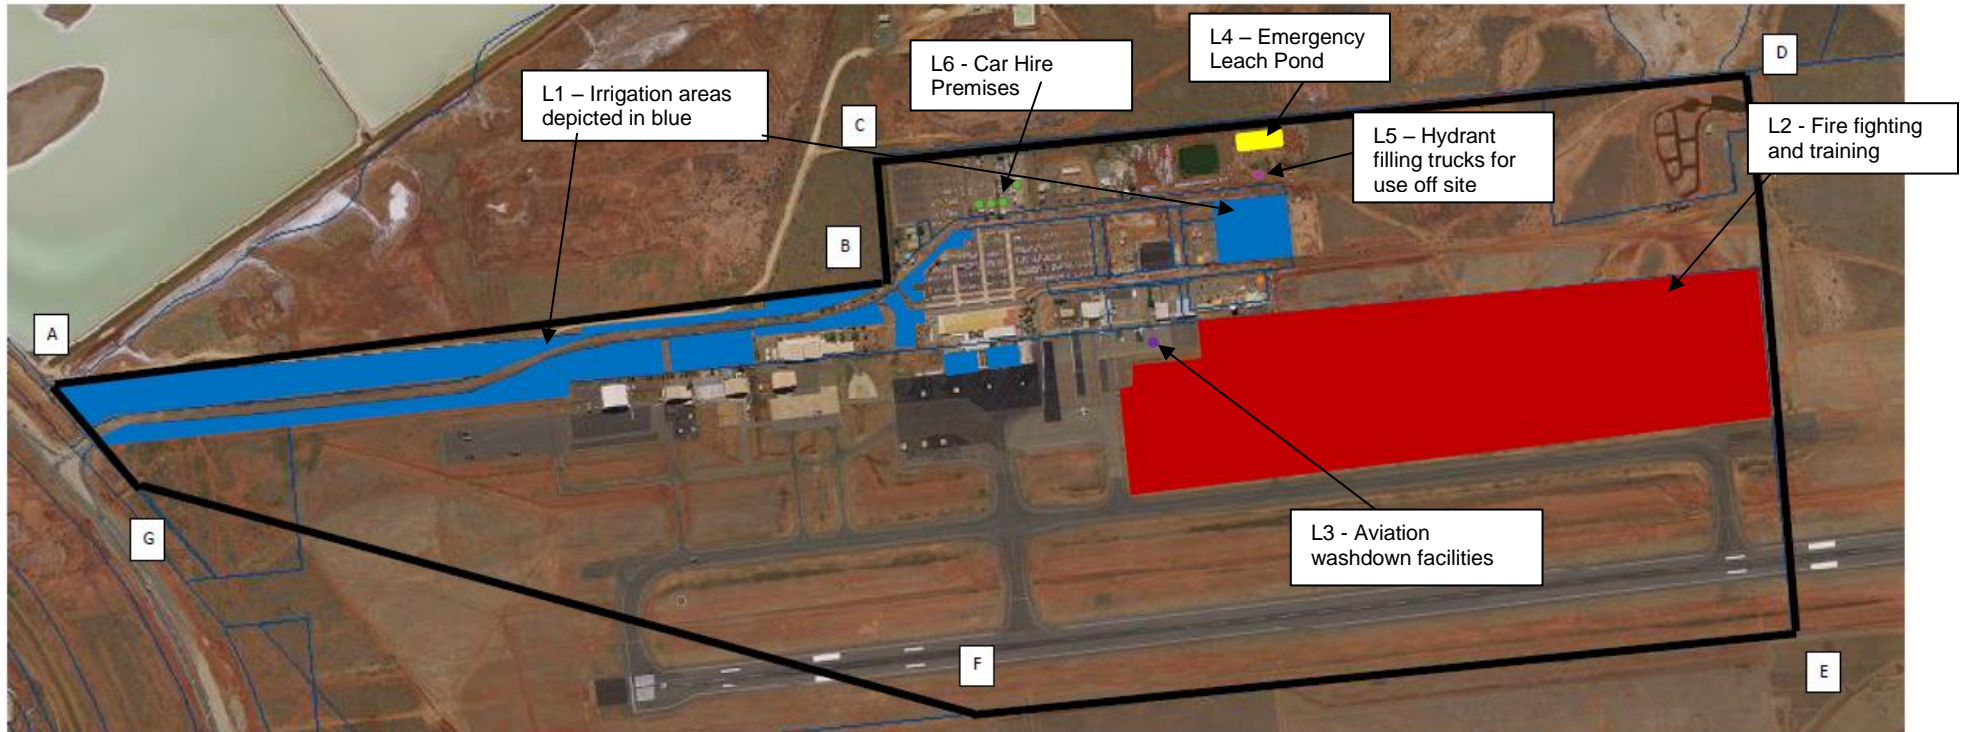 L1 – Irrigation areas
depicted in blue
L6 - Car Hire
Premises
L4 – Emergency
Leach Pond
L5 – Hydrant
filling trucks for
use off site
L2 - Fire fighting
and training
L3 - Aviation
washdown facilities
A
B
C
D
E
F
G